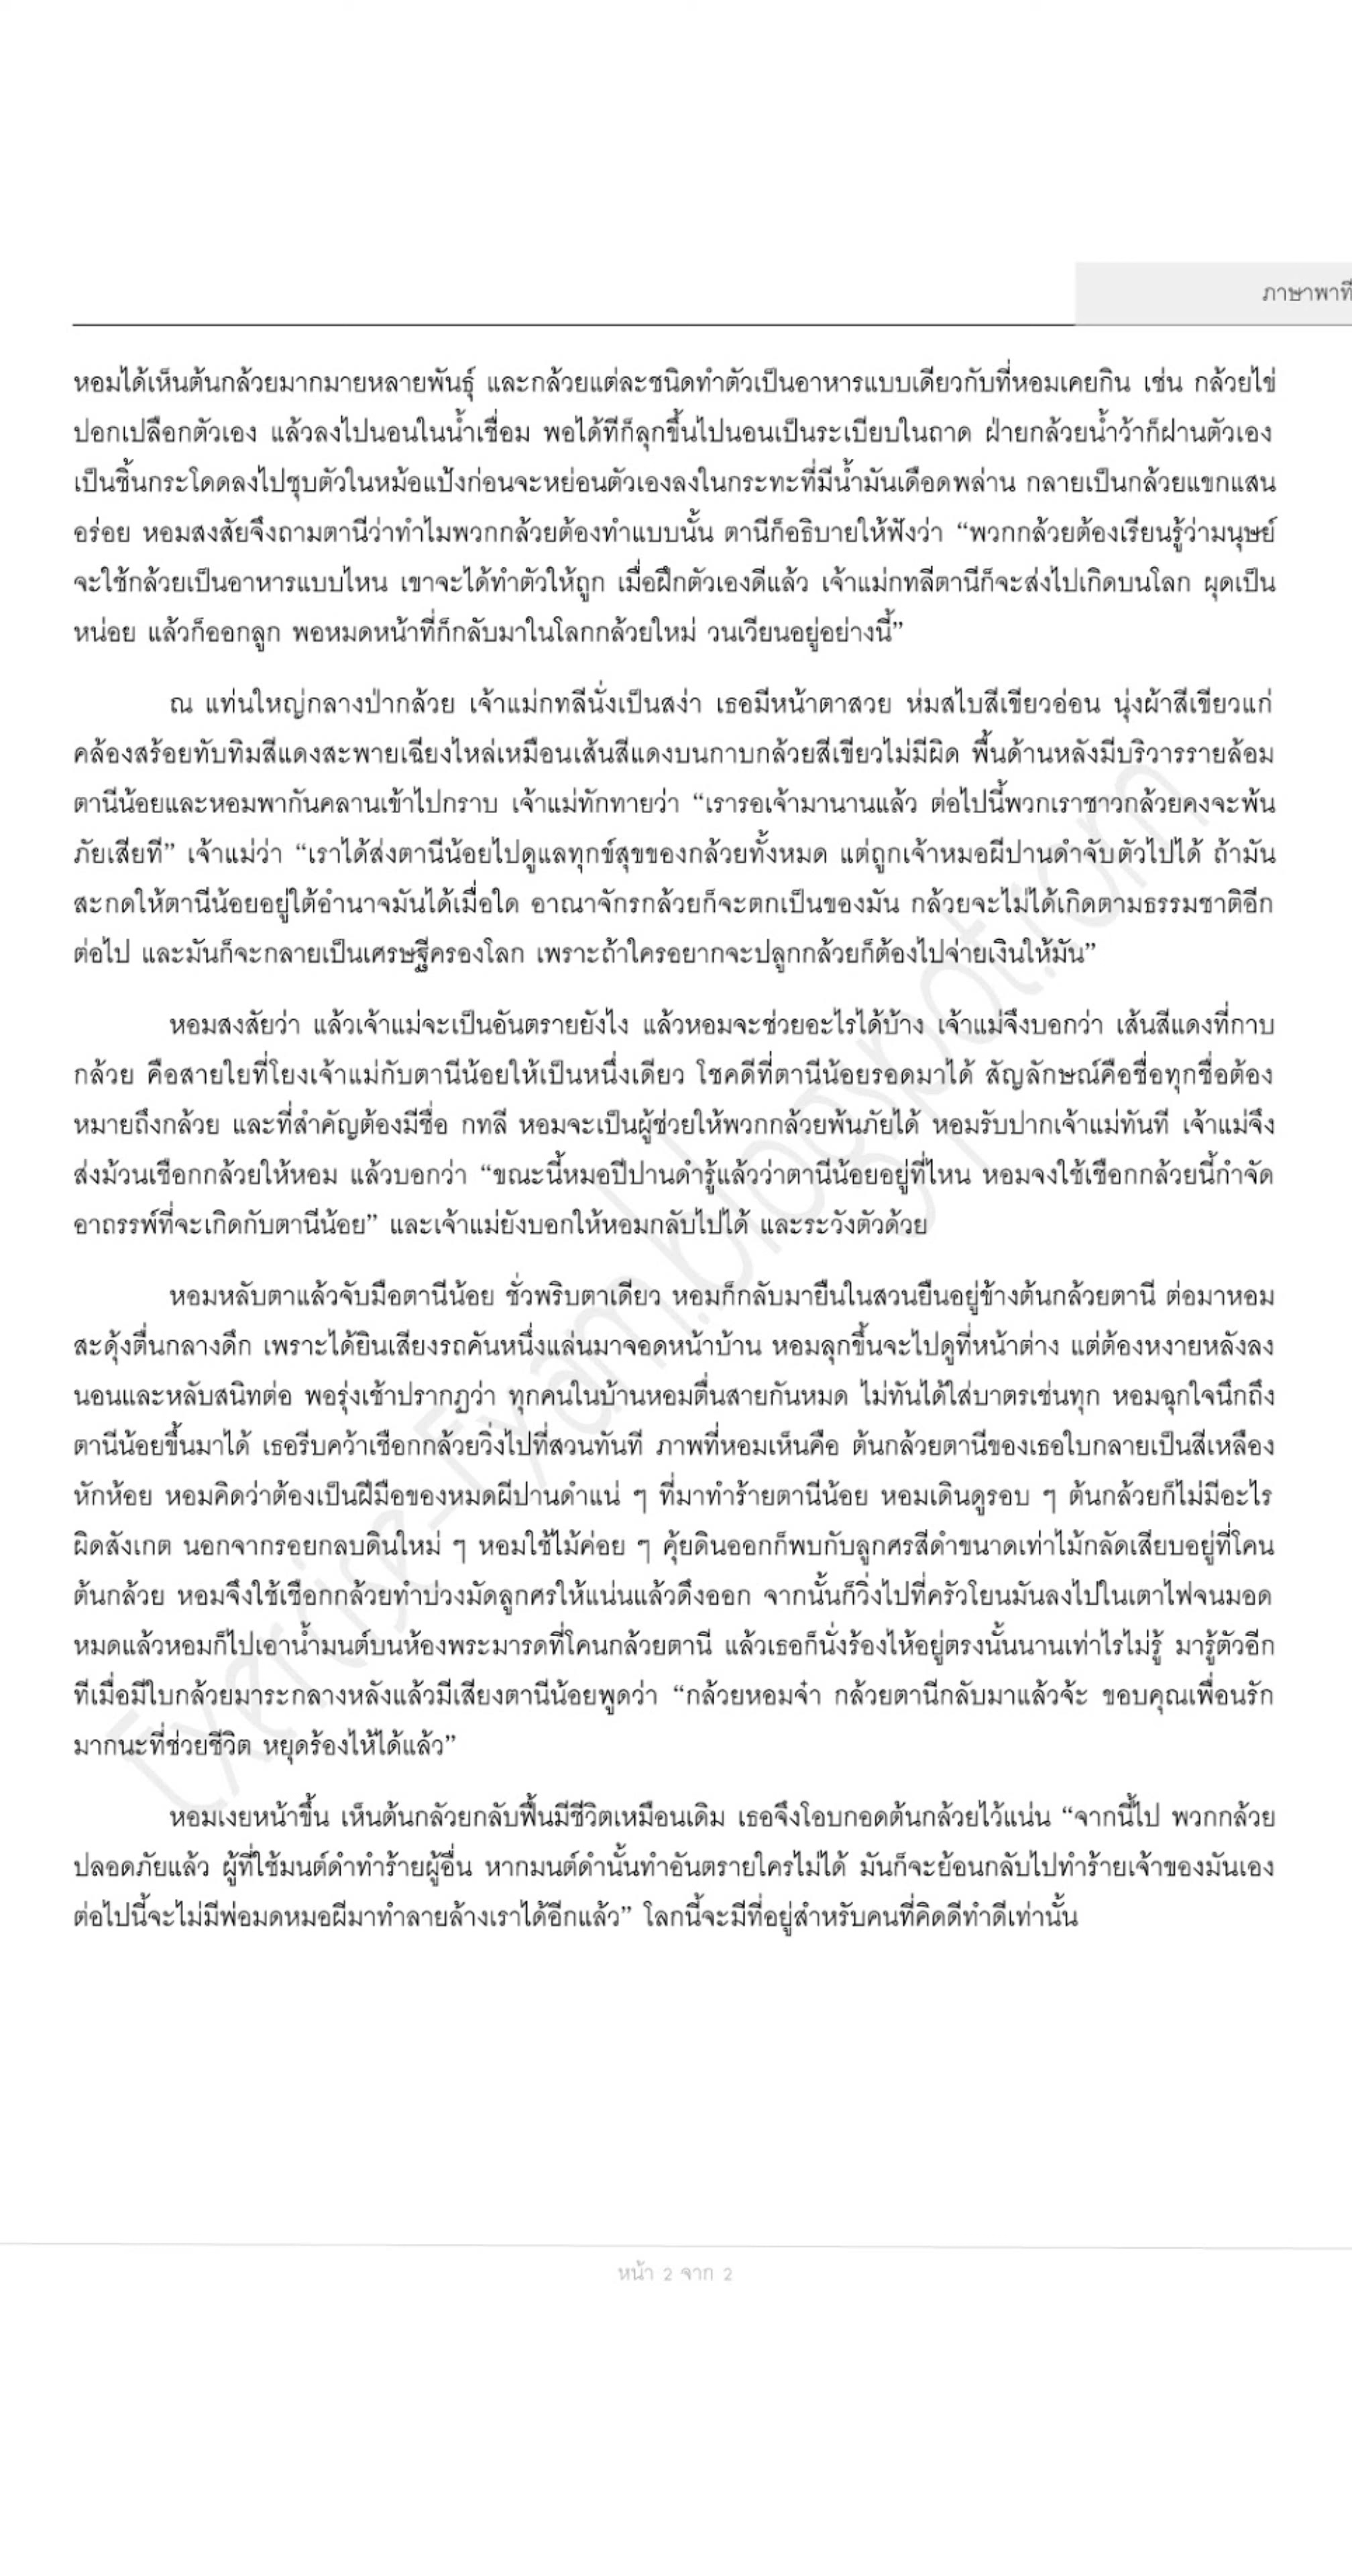 ภาษาพาที
หอมได้เห็นต้นกล้วยมากมายหลายพันธุ์ และกล้วยแต่ละชนิดทำตัวเป็นอาหารแบบเดียวกับที่หอมเคยกิน เช่น กล้วยไข่
ปอกเปลือกตัวเอง แล้วลงไปนอนในน้ำเชื่อม พอได้ทีก็ลุกขึ้นไปนอนเป็นระเบียบในถาด ฝ่ายกล้วยน้ำว้าก็ฝานตัวเอง
เป็นชิ้นกระโดดลงไปชุบตัวในหม้อแป้งก่อนจะหย่อนตัวเองลงในกระทะที่มีน้ำมันเดือดพล่าน กลายเป็นกล้วยแขกแสน
อร่อย หอมสงสัยจึงถามตานีว่าทำไมพวกกล้วยต้องทำแบบนั้น ตานีก็อธิบายให้ฟังว่า “พวกกล้วยต้องเรียนรู้ว่ามนุษย์
จะใช้กล้วยเป็นอาหารแบบไหน เขาจะได้ทำตัวให้ถูก เมื่อฝึกตัวเองดีแล้ว เจ้าแม่กทลีตานีก็จะส่งไปเกิดบนโลก ผุดเป็น
หน่อย แล้วก็ออกลูก พอหมดหน้าที่ก็กลับมาในโลกกล้วยใหม่ วนเวียนอยู่อย่างนี้”
ณ แท่นใหญ่กลางป่ากล้วย เจ้าแม่กทลีนั่งเป็นสง่า เธอมีหน้าตาสวย ห่มสไบสีเขียวอ่อน นุ่งผ้าสีเขียวแก่
คล้องสร้อยทับทิมสีแดงสะพายเฉียงไหล่เหมือนเส้นสีแดงบนกาบกล้วยสีเขียวไม่มีผิด พื้นด้านหลังมีบริวารรายล้อม
ตานีน้อยและหอมพากันคลานเข้าไปกราบ เจ้าแม่ทักทายว่า “เรารอเจ้ามานานแล้ว ต่อไปนี้พวกเราชาวกล้วยคงจะพ้น
ภัยเสียที” เจ้าแม่ว่า “เราได้ส่งตานีน้อยไปดูแลทุกข์สุขของกล้วยทั้งหมด แต่ถูกเจ้าหมอผีปานดำจับตัวไปได้ ถ้ามัน
สะกดให้ตานีน้อยอยู่ใต้อำนาจมันได้เมื่อใด อาณาจักรกล้วยก็จะตกเป็นของมัน กล้วยจะไม่ได้เกิดตามธรรมชาติอีก
ต่อไป และมันก็จะกลายเป็นเศรษฐีครองโลก เพราะถ้าใครอยากจะปลูกกล้วยก็ต้องไปจ่ายเงินให้มัน”
หอมสงสัยว่า แล้วเจ้าแม่จะเป็นอันตรายยังไง แล้วหอมจะช่วยอะไรได้บ้าง เจ้าแม่จึงบอกว่า เส้นสีแดงที่กาบ
กล้วย คือสายใยที่โยงเจ้าแม่กับตานีน้อยให้เป็นหนึ่งเดียว โชคดีที่ตานีน้อยรอดมาได้ สัญลักษณ์คือชื่อทุกชื่อต้อง
หมายถึงกล้วย และที่สำคัญต้องมีชื่อ กทลี หอมจะเป็นผู้ช่วยให้พวกกล้วยพ้นภัยได้ หอมรับปากเจ้าแม่ทันที เจ้าแม่จึง
ส่งม้วนเชือกกล้วยให้หอม แล้วบอกว่า “ขณะนี้หมอปีปานดำรู้แล้วว่าตานีน้อยอยู่ที่ไหน หอมจงใช้เชือกกล้วยนี้กำจัด
อาถรรพ์ที่จะเกิดกับตานีน้อย” และเจ้าแม่ยังบอกให้หอมกลับไปได้ และระวังตัวด้วย
หอมหลับตาแล้วจับมือตานีน้อย ชั่วพริบตาเดียว หอมก็กลับมายืนในสวนยืนอยู่ข้างต้นกล้วยตานี ต่อมาหอม
สะดุ้งตื่นกลางดึก เพราะได้ยินเสียงรถคันหนึ่งแล่นมาจอดหน้าบ้าน หอมลุกขึ้นจะไปดูที่หน้าต่าง แต่ต้องหงายหลังลง
นอนและหลับสนิทต่อ พอรุ่งเช้าปรากฏว่า ทุกคนในบ้านหอมตื่นสายกันหมด ไม่ทันได้ใส่บาตรเช่นทุก หอมฉุกใจนึกถึง
ตานีน้อยขึ้นมาได้ เธอรีบคว้าเชือกกล้วยวิ่งไปที่สวนทันที ภาพที่หอมเห็นคือ ต้นกล้วยตานีของเธอใบกลายเป็นสีเหลือง
หักห้อย หอมคิดว่าต้องเป็นฝีมือของหมดผีปานดำแน่ ๆ ที่มาทำร้ายตานีน้อย หอมเดินดูรอบ ๆ ต้นกล้วยก็ไม่มีอะไร
ผิดสังเกต นอกจากรอยกลบดินใหม่ ๆ หอมใช้ไม้ค่อย ๆ คุ้ยดินออกก็พบกับลูกศรสีดำขนาดเท่าไม้กลัดเสียบอยู่ที่โคน
ต้นกล้วย หอมจึงใช้เชือกกล้วยทำบ่วงมัดลูกศรให้แน่นแล้วดึงออก จากนั้นก็วิ่งไปที่ครัวโยนมันลงไปในเตาไฟจนมอด
หมดแล้วหอมก็ไปเอาน้ำมนต์บนห้องพระมารดที่โคนกล้วยตานี แล้วเธอก็นั่งร้องไห้อยู่ตรงนั้นนานเท่าไรไม่รู้ มารู้ตัวอีก
ทีเมื่อมีใบกล้วยมาระกลางหลังแล้วมีเสียงตานีน้อยพูดว่า “กล้วยหอมจ๋า กล้วยตานีกลับมาแล้วจ้ะ ขอบคุณเพื่อนรัก
มากนะที่ช่วยชีวิต หยุดร้องไห้ได้แล้ว”
หอมเงยหน้าขึ้น เห็นต้นกลัวยกลับฟื้นมีชีวิตเหมือนเดิม เธอจึงโอบกอดต้นกล้วยไว้แน่น “จากนี้ไป พวกกล้วย
ปลอดภัยแล้ว ผู้ที่ใช้มนต์ดำทำร้ายผู้อื่น หากมนต์ดำนั้นทำอันตรายใครไม่ได้ มันก็จะย้อนกลับไปทำร้ายเจ้าของมันเอง
ต่อไปนี้จะไม่มีพ่อมดหมอผีมาทำลายล้างเราได้อีกแล้ว” โลกนี้จะมีที่อยู่สำหรับคนที่คิดดีทำดีเท่านั้น
Exercise-Exam.blogspot.com
หน้า 2 จาก 2